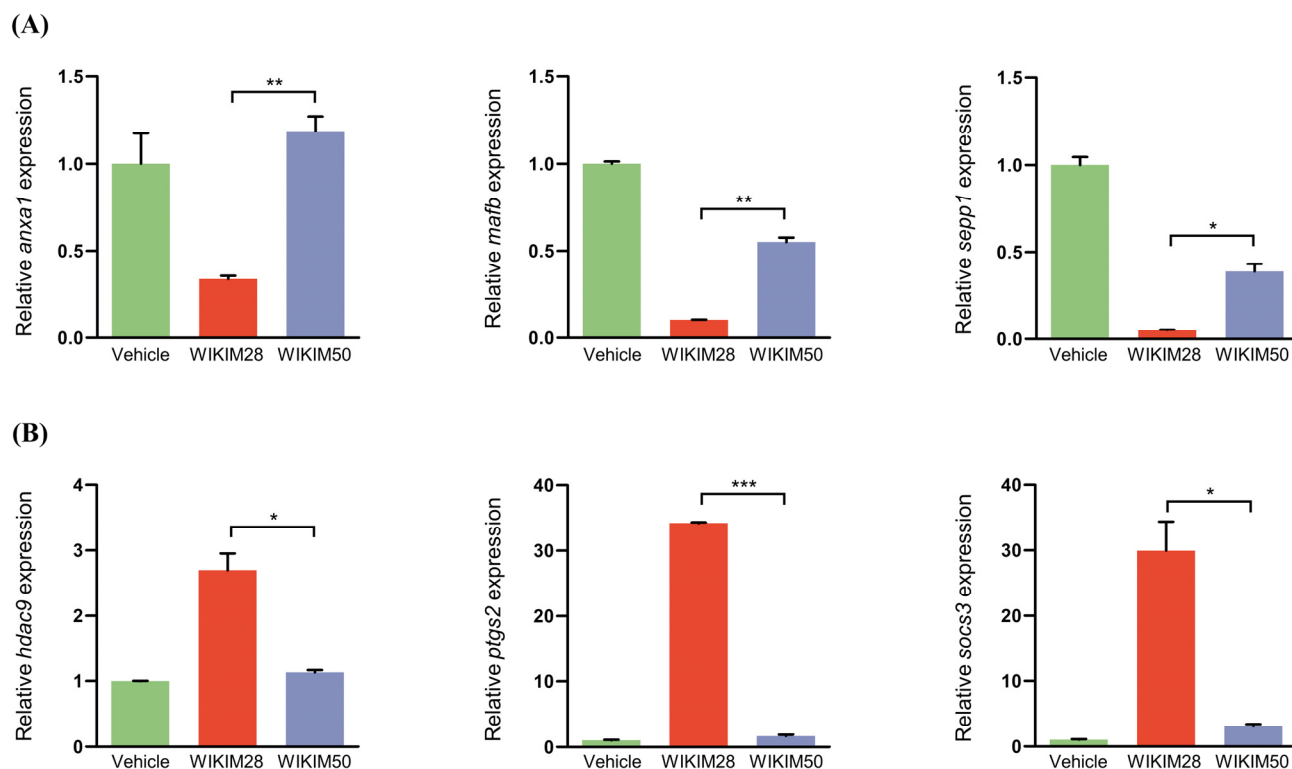 (A)
Relative anxa1 expression
1.5
1.0
0.5
0.0
**
Vehicle WIKIM28 WIKIM50
Relative mafb expression
1.5
1.0
0.5
0.0
**
Vehicle WIKIM28 WIKIM50
Relative sepp1 expression
1.5
1.0
0.5
0.0
*
Vehicle WIKIM28 WIKIM50
(B)
Relative hdac9 expression
4
3
2
1
0
*
Vehicle WIKIM28 WIKIM50
Relative ptgs2 expression
40
30
20
10
0
***
Vehicle WIKIM28 WIKIM50
Relative socs3 expression
40
30
20
10
0
*
Vehicle WIKIM28 WIKIM50